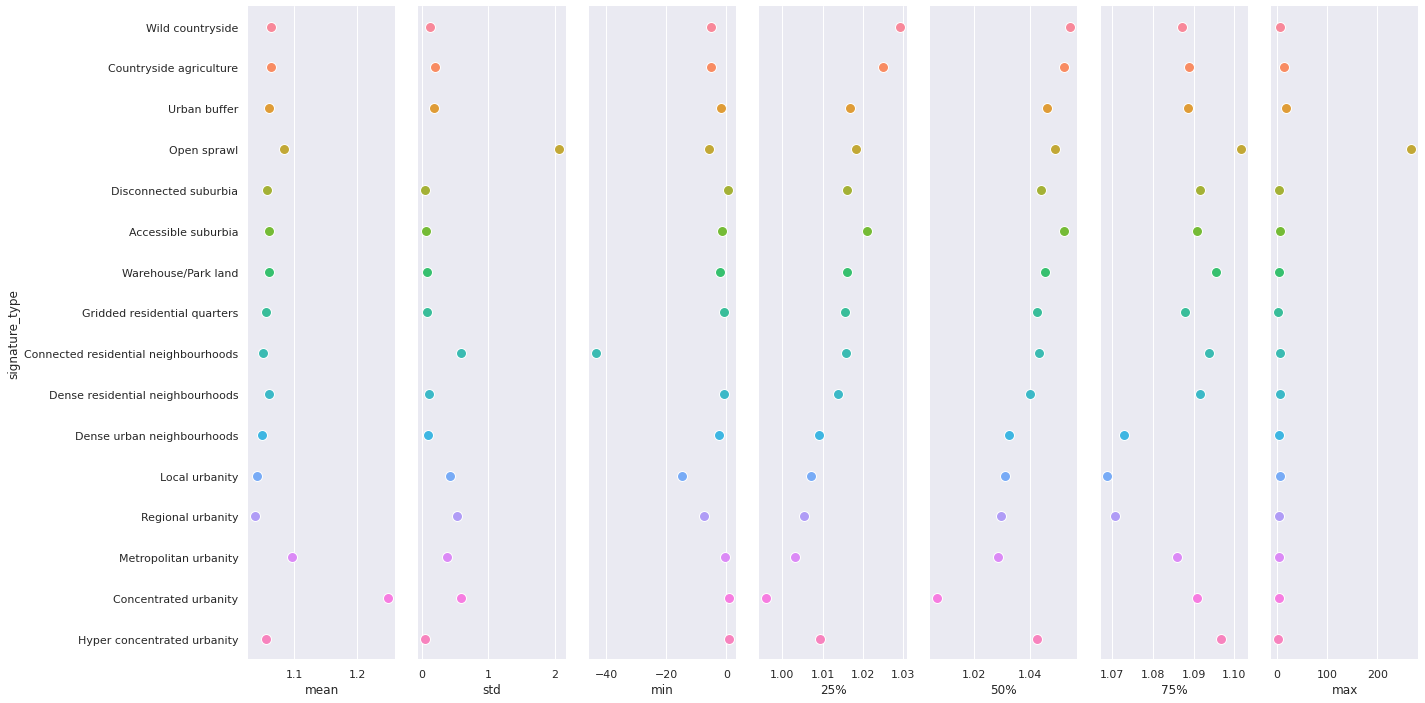 signature_type
Wild countryside
Countryside agriculture
Urban buffer
Open sprawl
Disconnected suburbia
Accessible suburbia
Warehouse/Park land
Gridded residential quarters
Connected residential neighbourhoods
Dense residential neighbourhoods
Dense urban neighbourhoods
Local urbanity
Regional urbanity
Metropolitan urbanity
Concentrated urbanity
Hyper concentrated urbanity
1.1 1.2
mean
0 1 2
std
−40 −20 0
min
1.00 1.01 1.02 1.03
25%
1.02 1.04
50%
1.07 1.08 1.09 1.10
75%
0 100 200
max